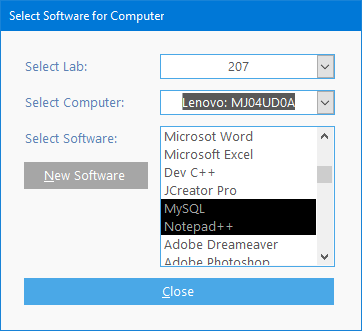 Select Software for Computer
Select Lab:
207
Select Computer:
Lenovo: MJ04UD0A
Select Software:
Microsot Word
Microsoft Excel
Dev C++
JCreator Pro
MySQL
Notepad++
Adobe Dreameaver
Adobe Photoshop
New Software
Close